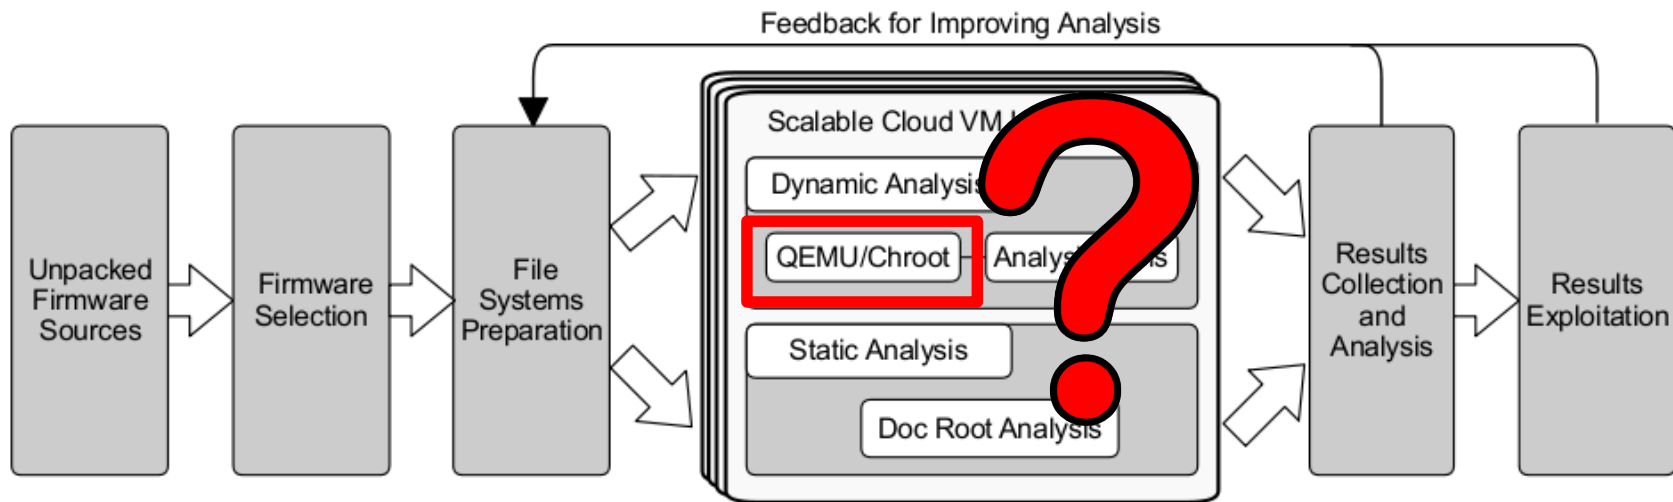 Feedback for Improving Analysis
Unpacked
Firmware
Sources
Firmware
Selection
File
Systems
Preparation
Scalable Cloud VM
Dynamic Analysis
QEMU/Chroot
Static Analysis
Doc Root Analysis
Results
Collection
and
Analysis
Results
Exploitation